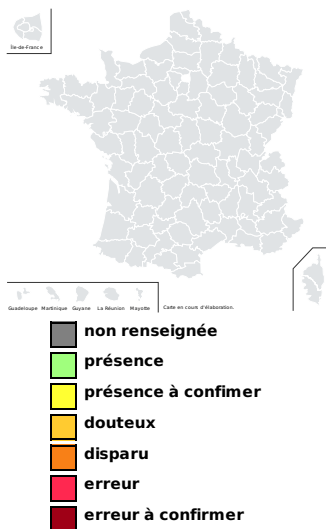 Île-de-France
Guadeloupe Martinique Guyane La Réunion Mayotte
Carte en cours d'élaboration.
non renseignée
présence
présence à confimer
douteux
disparu
erreur
erreur à confirmer